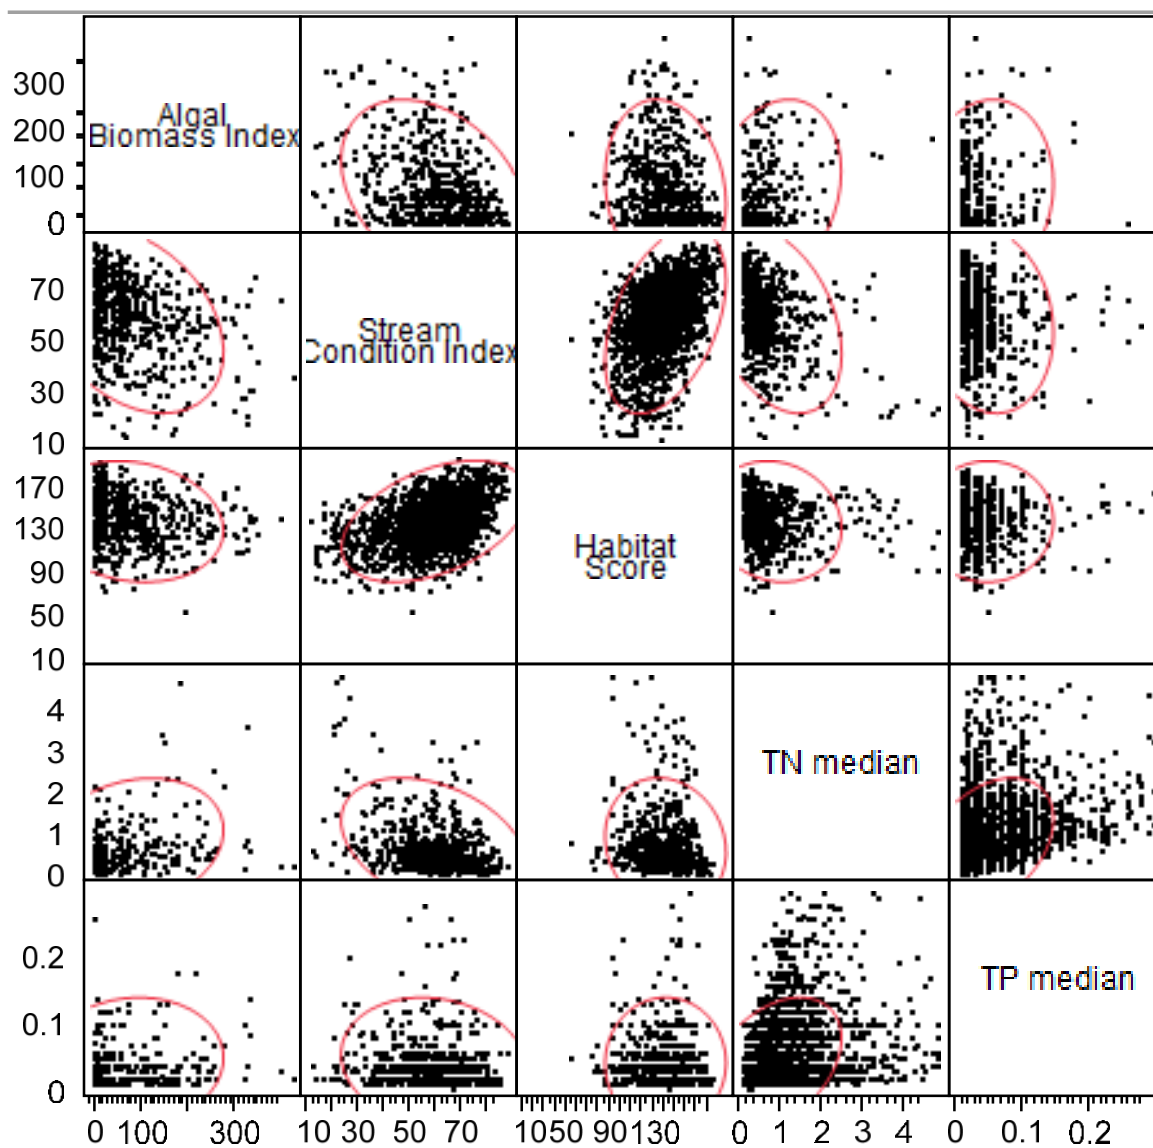 300
200
100
0
Algal
Biomass Index
70
50
30
10
Stream
Condition Index
170
130
90
50
10
Habitat
Score
4
3
2
1
0
TN median
0.2
0.1
0
TP median
0 100 300 10 30 50 70 1050 90130 0 1 2 3 4 0 0.1 0.2